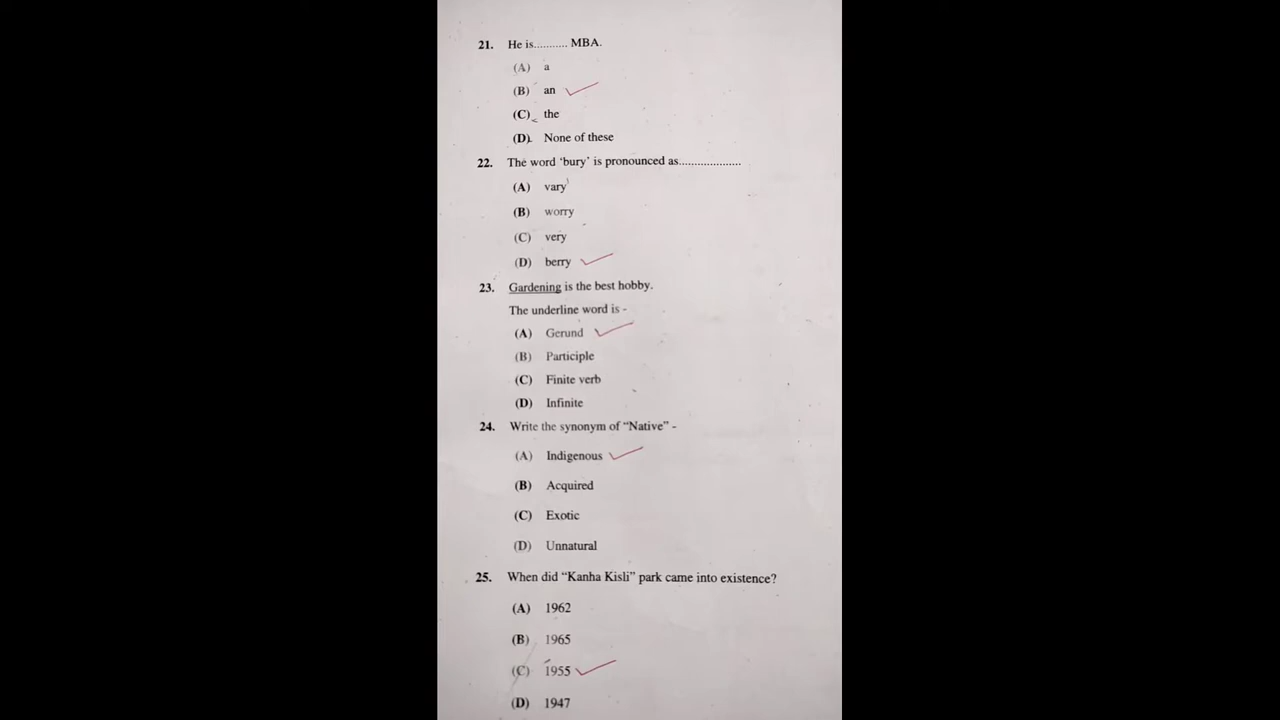 21. He is........... MBA.
(A) a
(B) an
(C) the
(D) None of these
22. The word ‘bury’ is pronounced as....................
(A) vary
(B) worry
(C) very
(D) berry
23. Gardening is the best hobby.
The underline word is -
(A) Gerund
(B) Participle
(C) Finite verb
(D) Infinite
24. Write the synonym of “Native” -
(A) Indigenous
(B) Acquired
(C) Exotic
(D) Unnatural
25. When did “Kanha Kisli” park came into existence?
(A) 1962
(B) 1965
(C) 1955
(D) 1947